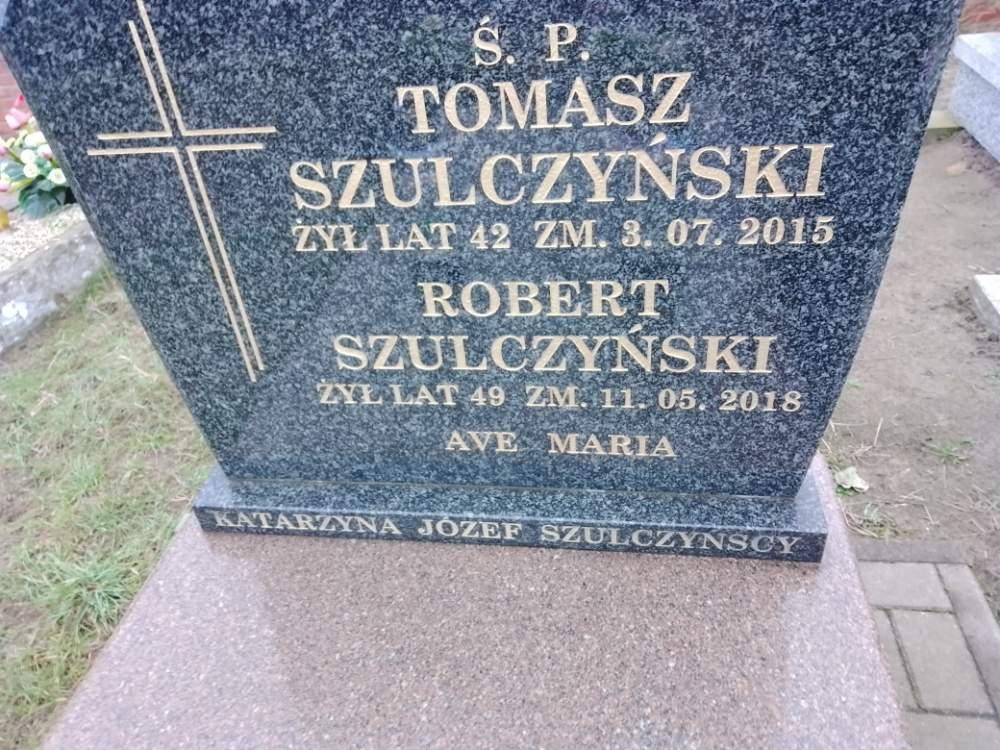 Ś. P.
TOMASZ
SZULCZYŃSKI
ŻYŁ LAT 42 ZM. 3. 07. 2015
ROBERT
SZULCZYŃSKI
ŻYŁ LAT 49 ZM. 11. 05. 2018
AVE MARIA
KATARZYNA JÓZEF SZULCZYŃSCY